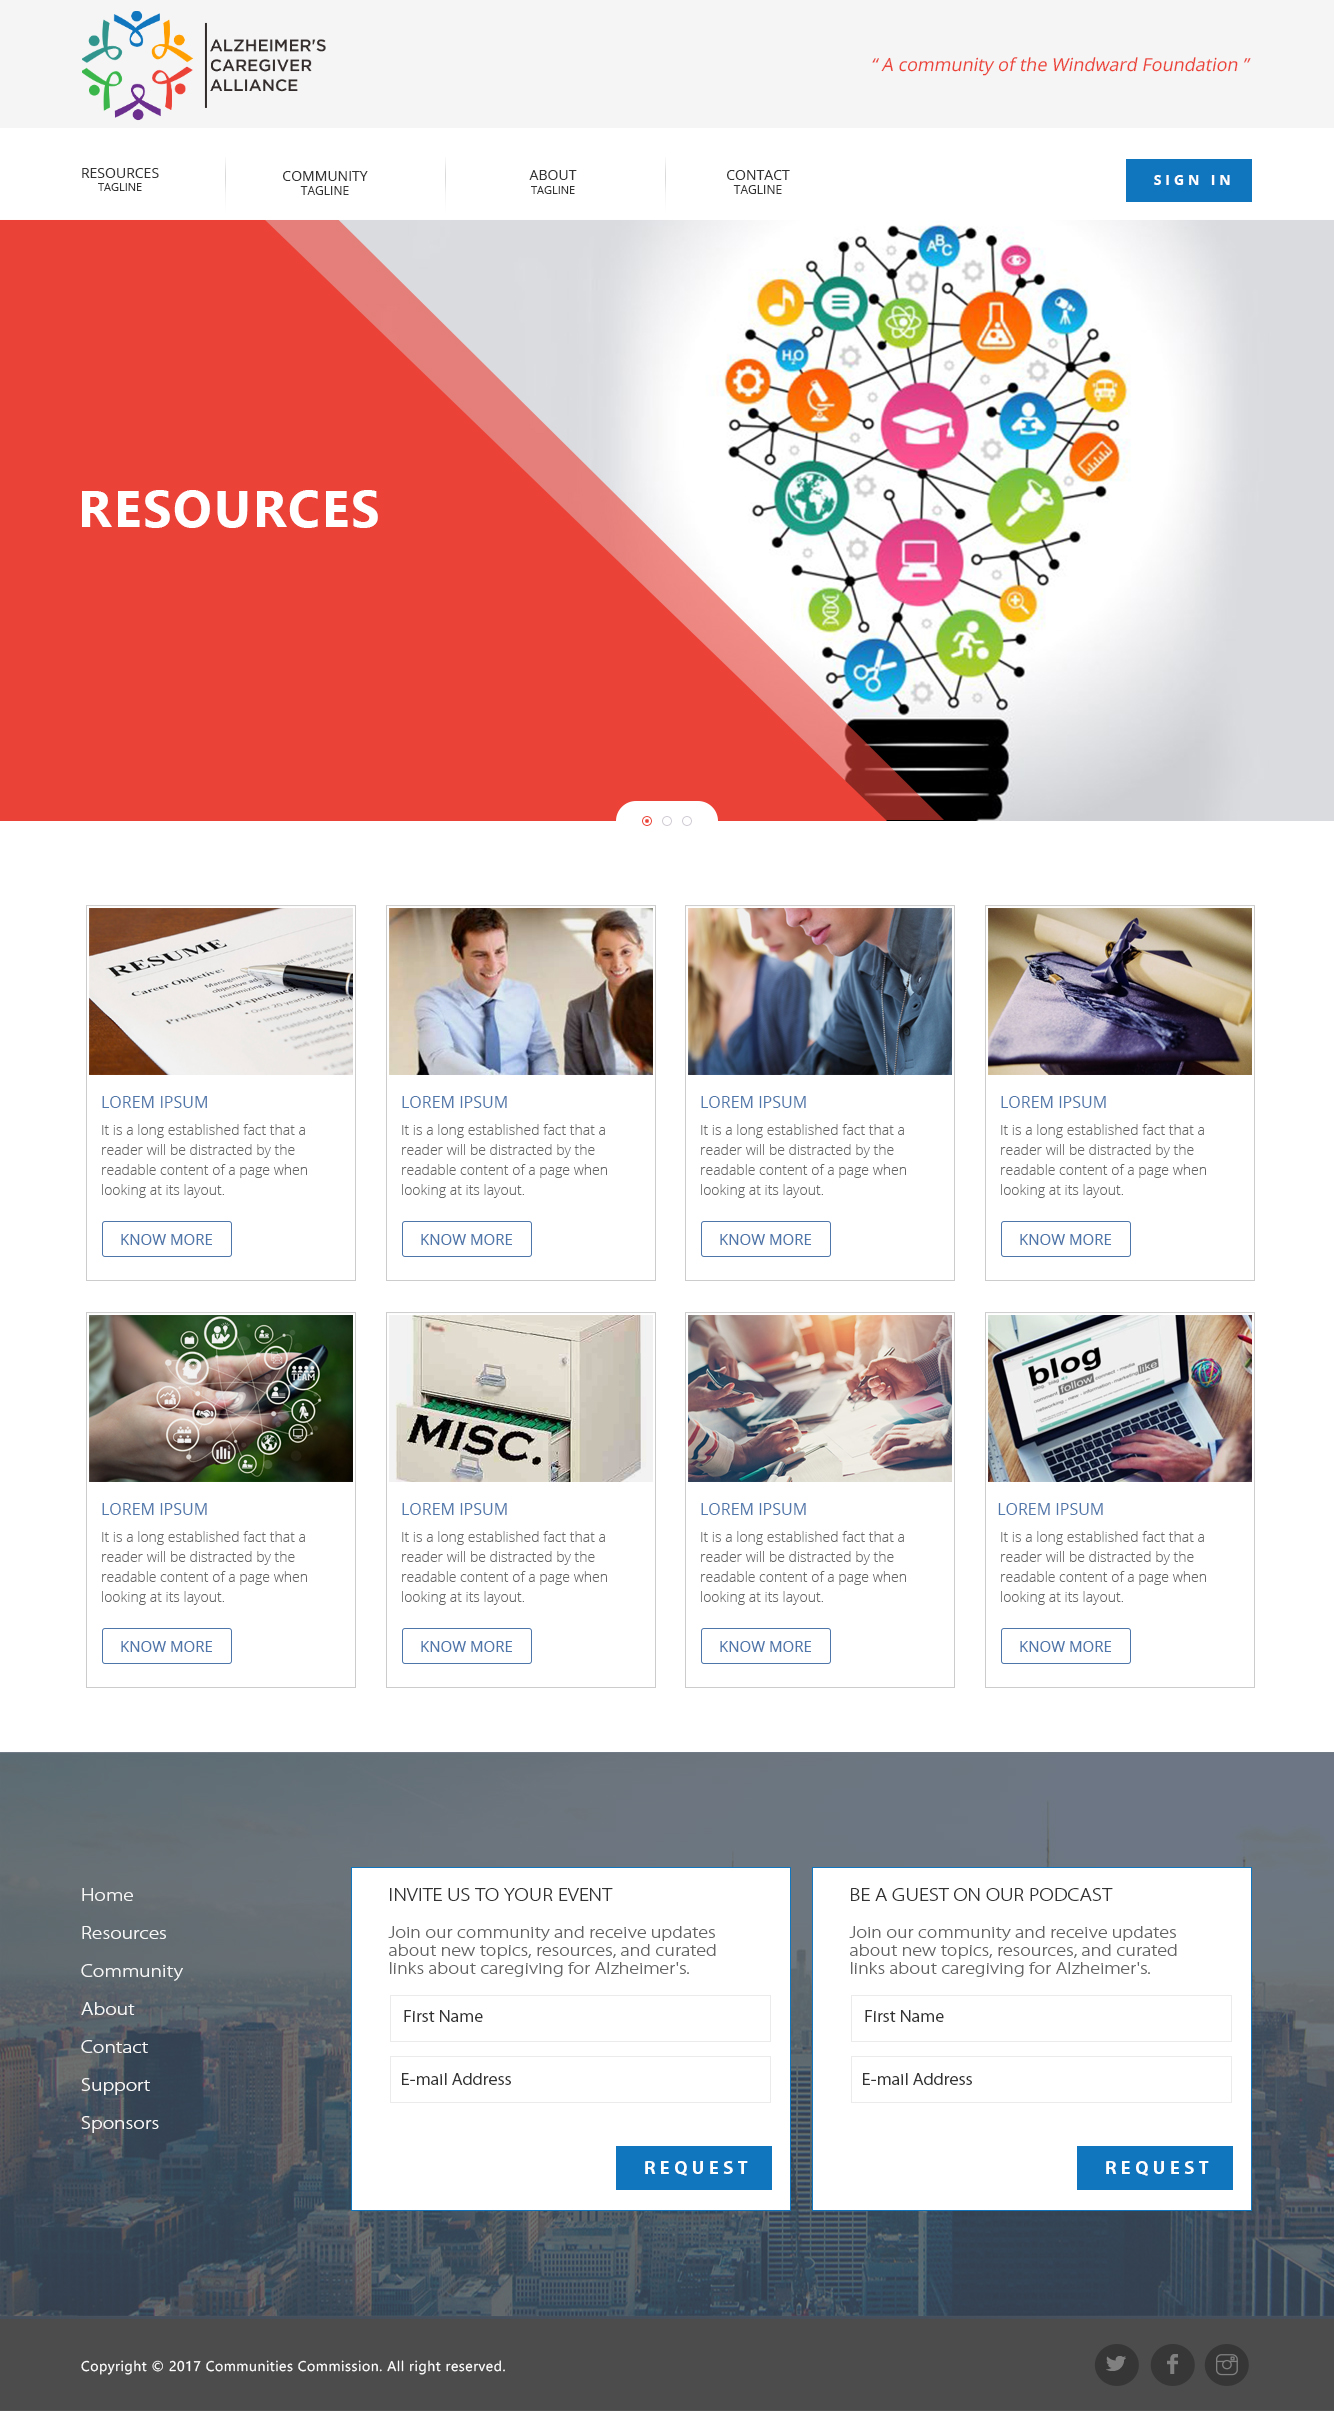 ALZHEIMER'S
CAREGIVER
ALLIANCE
“ A community of the Windward Foundation ”
RESOURCES
TAGLINE
COMMUNITY
TAGLINE
ABOUT
TAGLINE
CONTACT
TAGLINE
SIGN IN
ABC
H₂O
RESOURCES
RESUME
Career Objective:
Professional Experience:
LOREM IPSUM
It is a long established fact that a
reader will be distracted by the
readable content of a page when
looking at its layout.
KNOW MORE
LOREM IPSUM
It is a long established fact that a
reader will be distracted by the
readable content of a page when
looking at its layout.
KNOW MORE
LOREM IPSUM
It is a long established fact that a
reader will be distracted by the
readable content of a page when
looking at its layout.
KNOW MORE
LOREM IPSUM
It is a long established fact that a
reader will be distracted by the
readable content of a page when
looking at its layout.
KNOW MORE
TEAM
MISC.
blog
follow
like
LOREM IPSUM
It is a long established fact that a
reader will be distracted by the
readable content of a page when
looking at its layout.
KNOW MORE
LOREM IPSUM
It is a long established fact that a
reader will be distracted by the
readable content of a page when
looking at its layout.
KNOW MORE
LOREM IPSUM
It is a long established fact that a
reader will be distracted by the
readable content of a page when
looking at its layout.
KNOW MORE
LOREM IPSUM
It is a long established fact that a
reader will be distracted by the
readable content of a page when
looking at its layout.
KNOW MORE
Home
Resources
Community
About
Contact
Support
Sponsors
INVITE US TO YOUR EVENT
Join our community and receive updates
about new topics, resources, and curated
links about caregiving for Alzheimer's.
First Name
E-mail Address
REQUEST
BE A GUEST ON OUR PODCAST
Join our community and receive updates
about new topics, resources, and curated
links about caregiving for Alzheimer's.
First Name
E-mail Address
REQUEST
Copyright © 2017 Communities Commission. All right reserved.